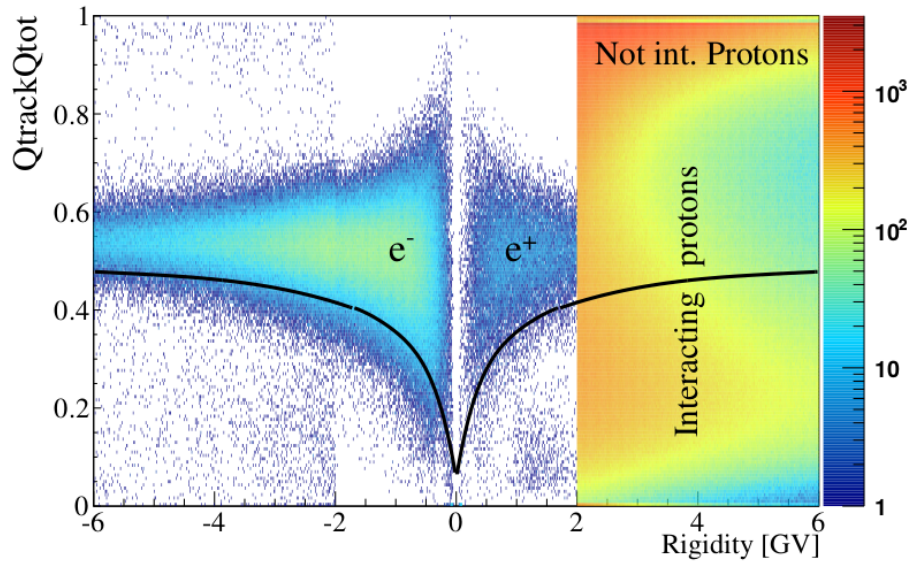 QtrackQtot
1
0.8
0.6
0.4
0.2
0
-6
-4
-2
0
2
4
6
Rigidity [GV]
e-
e+
Not int. Protons
Interacting protons
10³
10²
10
1